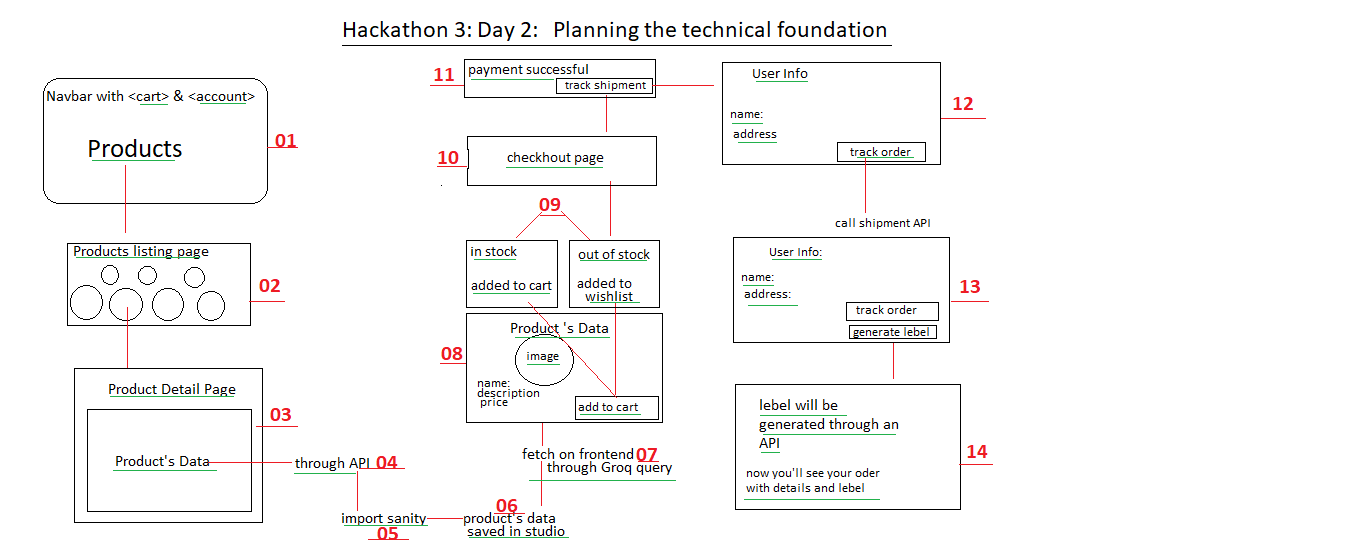 Hackathon 3: Day 2: Planning the technical foundation
Navbar with <cart> & <account>
Products
01
Products listing page
02
Product Detail Page
03
Product's Data
through API 04
import sanity
05
06
product's data
saved in studio
fetch on frontend 07
through Groq query
08
Product 's Data
image
name:
description
price
add to cart
09
in stock
added to cart
out of stock
added to
wishlist
10
checkhout page
11
payment successful
track shipment
User Info
12
name:
address
track order
call shipment API
User Info:
13
name:
address:
track order
generate lebel
lebel will be
generated through an
API
14
now you'll see your oder
with details and lebel